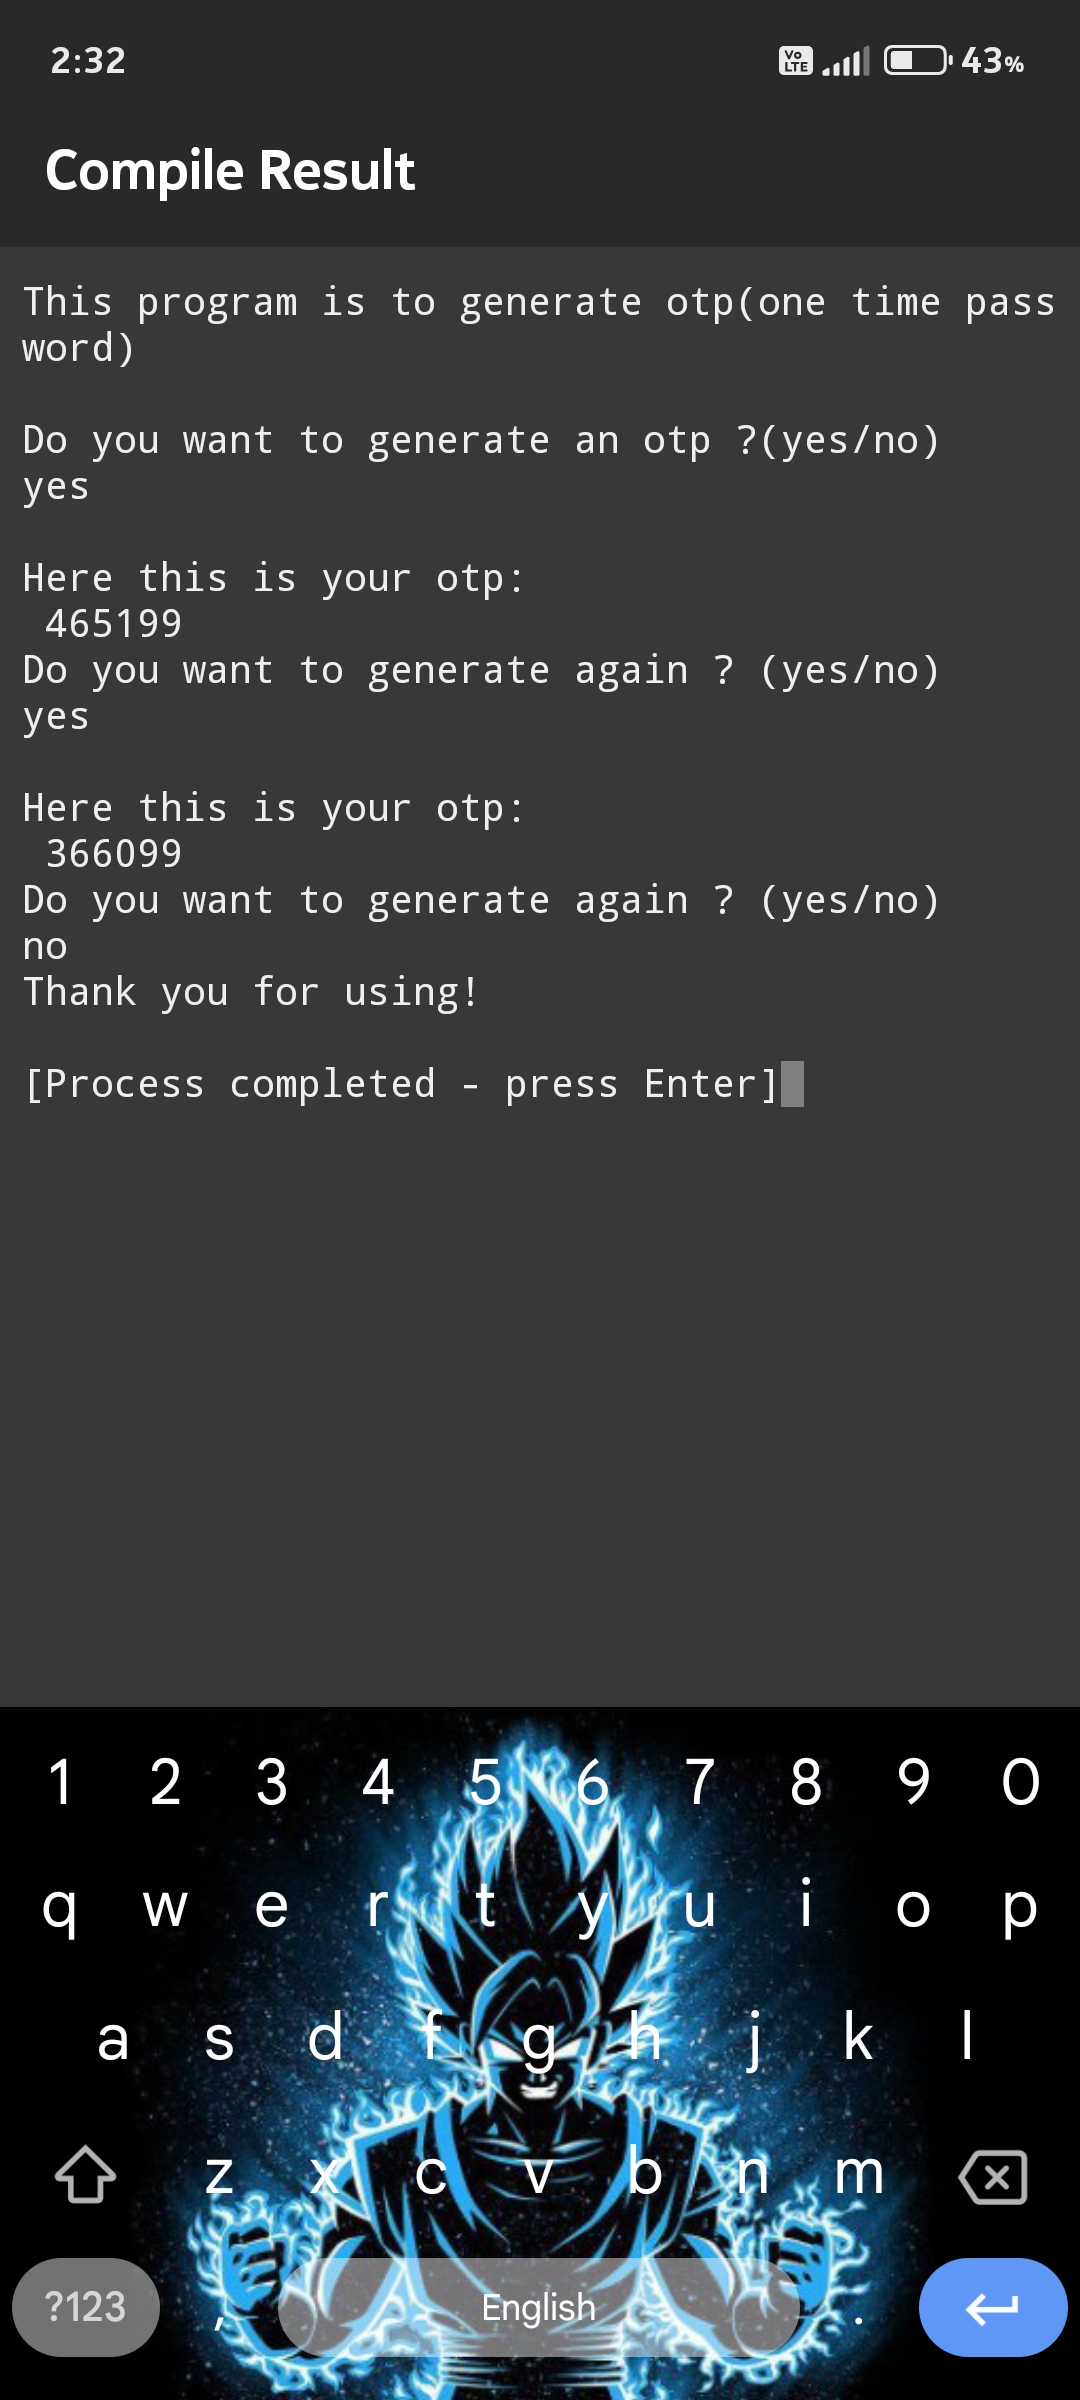 2:32
Vo LTE 43%
Compile Result
This program is to generate otp(one time pass
word)
Do you want to generate an otp ?(yes/no)
yes
Here this is your otp:
465199
Do you want to generate again ? (yes/no)
yes
Here this is your otp:
366099
Do you want to generate again ? (yes/no)
no
Thank you for using!
[Process completed - press Enter]
1 2 3 4 5 6 7 8 9 0
q w e r t y u i o p
a s d f g h j k l
z x c v b n m
?123 , English .